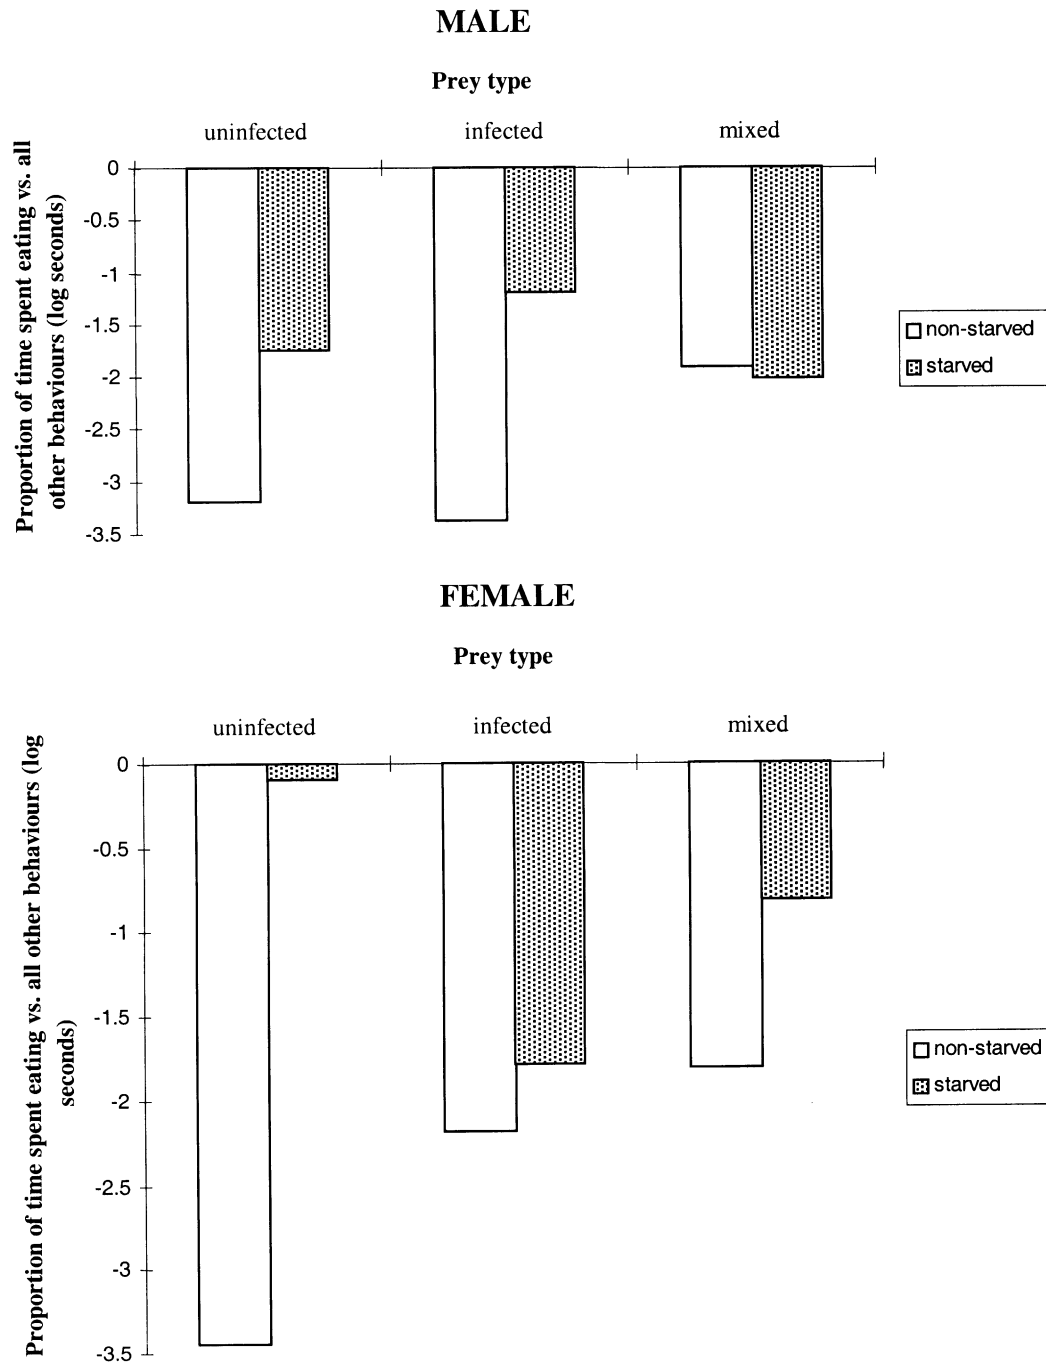 MALE
Prey type
uninfected infected mixed
Proportion of time spent eating vs. all
other behaviours (log seconds)
0
-0.5
-1
-1.5
-2
-2.5
-3
-3.5
non-starved
starved
FEMALE
Prey type
uninfected infected mixed
Proportion of time spent eating vs. all other behaviours (log
seconds)
0
-0.5
-1
-1.5
-2
-2.5
-3
-3.5
non-starved
starved